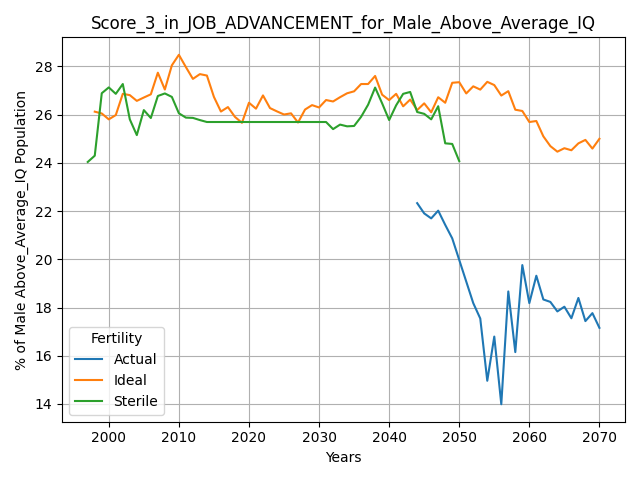 Score_3_in_JOB_ADVANCEMENT_for_Male_Above_Average_IQ
% of Male Above_Average_IQ Population
28
26
24
22
20
18
16
14
Fertility
Actual
Ideal
Sterile
2000 2010 2020 2030 2040 2050 2060 2070
Years